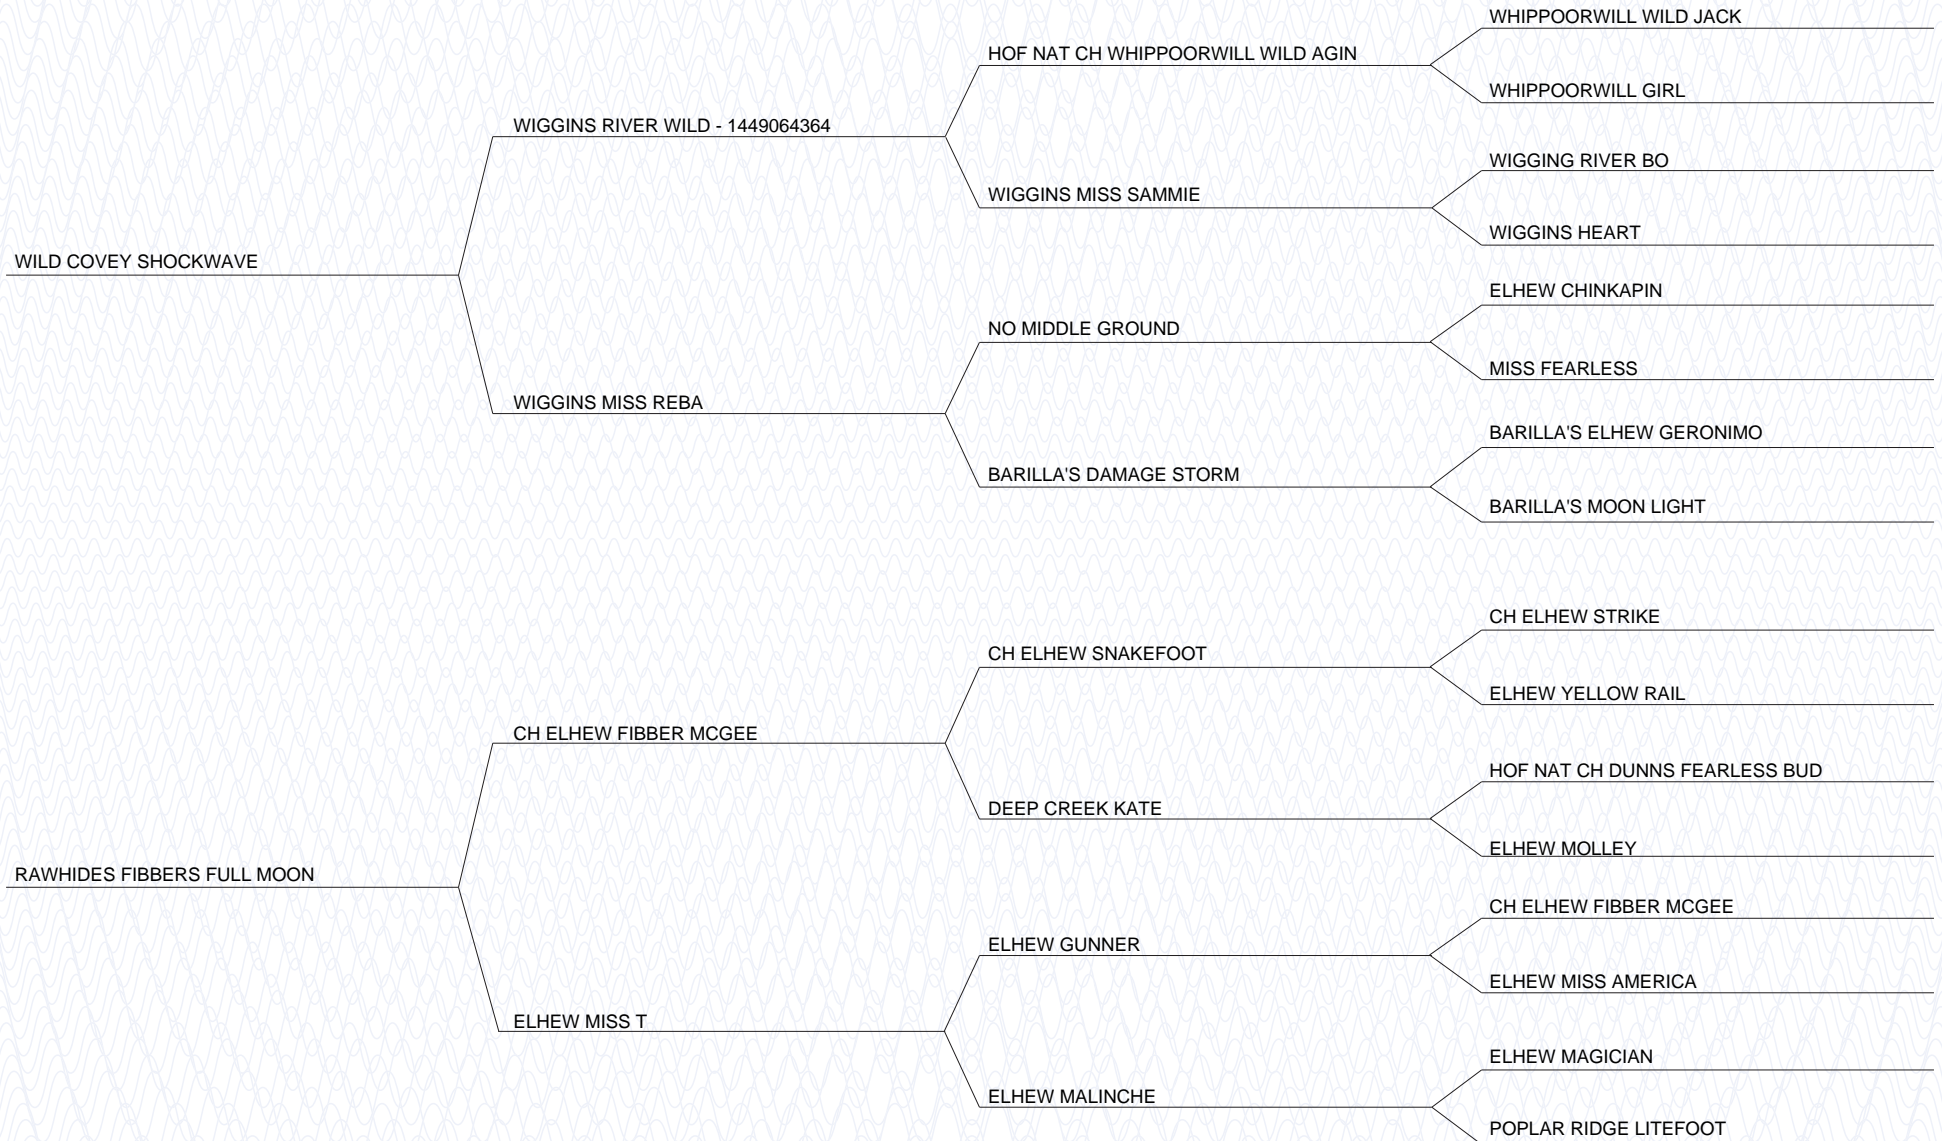 WHIPPOORWILL WILD JACK
HOF NAT CH WHIPPOORWILL WILD AGIN
WHIPPOORWILL GIRL
WIGGINS RIVER WILD - 1449064364
WIGGING RIVER BO
WIGGINS MISS SAMMIE
WIGGINS HEART
WILD COVEY SHOCKWAVE
ELHEW CHINKAPIN
NO MIDDLE GROUND
MISS FEARLESS
WIGGINS MISS REBA
BARILLA'S ELHEW GERONIMO
BARILLA'S DAMAGE STORM
BARILLA'S MOON LIGHT
CH ELHEW STRIKE
CH ELHEW SNAKEFOOT
ELHEW YELLOW RAIL
CH ELHEW FIBBER MCGEE
HOF NAT CH DUNNS FEARLESS BUD
DEEP CREEK KATE
ELHEW MOLLEY
RAWHIDES FIBBERS FULL MOON
CH ELHEW FIBBER MCGEE
ELHEW GUNNER
ELHEW MISS AMERICA
ELHEW MISS T
ELHEW MAGICIAN
ELHEW MALINCHE
POPLAR RIDGE LITEFOOT